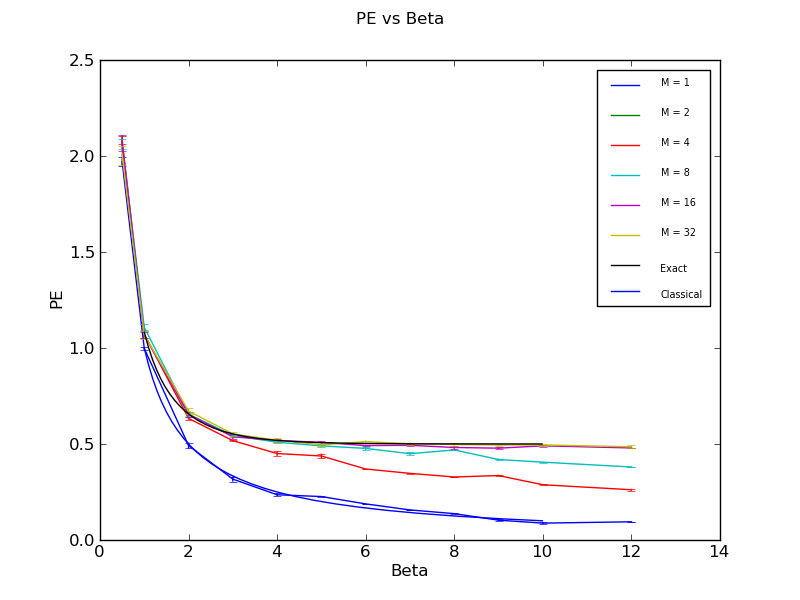 PE vs Beta
2.5
2.0
1.5
1.0
0.5
0.0
PE
M = 1
M = 2
M = 4
M = 8
M = 16
M = 32
Exact
Classical
0 2 4 6 8 10 12 14
Beta